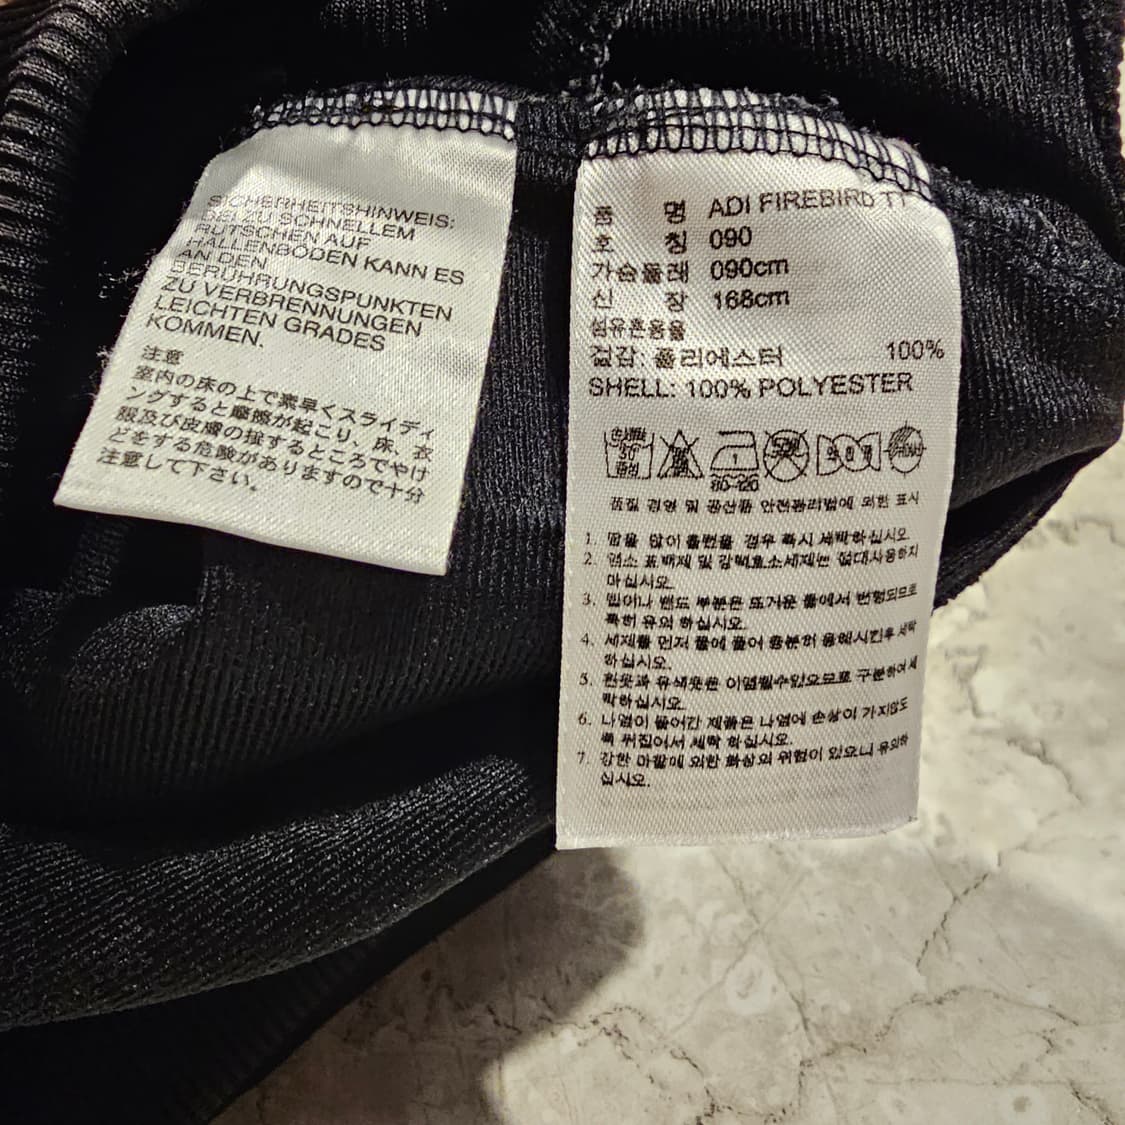 SICHERHEITSHINWEIS:
BEI ZU SCHNELLEM
RUTSCHEN AUF
HALLENBÖDEN KANN ES
AN DEN
BERÜHRUNGSPUNKTEN
ZU VERBRENNUNGEN
LEICHTEN GRADES
KOMMEN.
注意
室内の床の上で素早くスライディ
ングすると摩擦が起こり、床、衣
服及び皮膚の接するところでやけ
どをする危険がありますので十分
注意して下さい。
품 명 ADI FIREBIRD TT
호 칭 090
가슴둘레 090cm
신 장 168cm
섬유혼용율
겉감: 폴리에스터 100%
SHELL: 100% POLYESTER
80-120
품질 경영 및 공산품 안전관리법에 의한 표시
1. 땀을 많이 흘렸을 경우 즉시 세탁하십시오.
2. 염소 표백제 및 강력효소세제는 절대사용하지
마십시오.
3. 밑이나 밴드 부분은 뜨거운 물에서 변형되므로
특히 유의 하십시오.
4. 세제를 먼저 물에 풀어 충분히 용해시킨후 세탁
하십시오.
5. 흰옷과 유색옷은 이염될수있으므로 구분하여 세
탁하십시오.
6. 나염이 들어간 제품은 나염에 손상이 가지않도
록 뒤집어서 세탁 하십시오.
7. 강한 마찰에 의한 화상의 위험이 있으니 유의하
십시오.